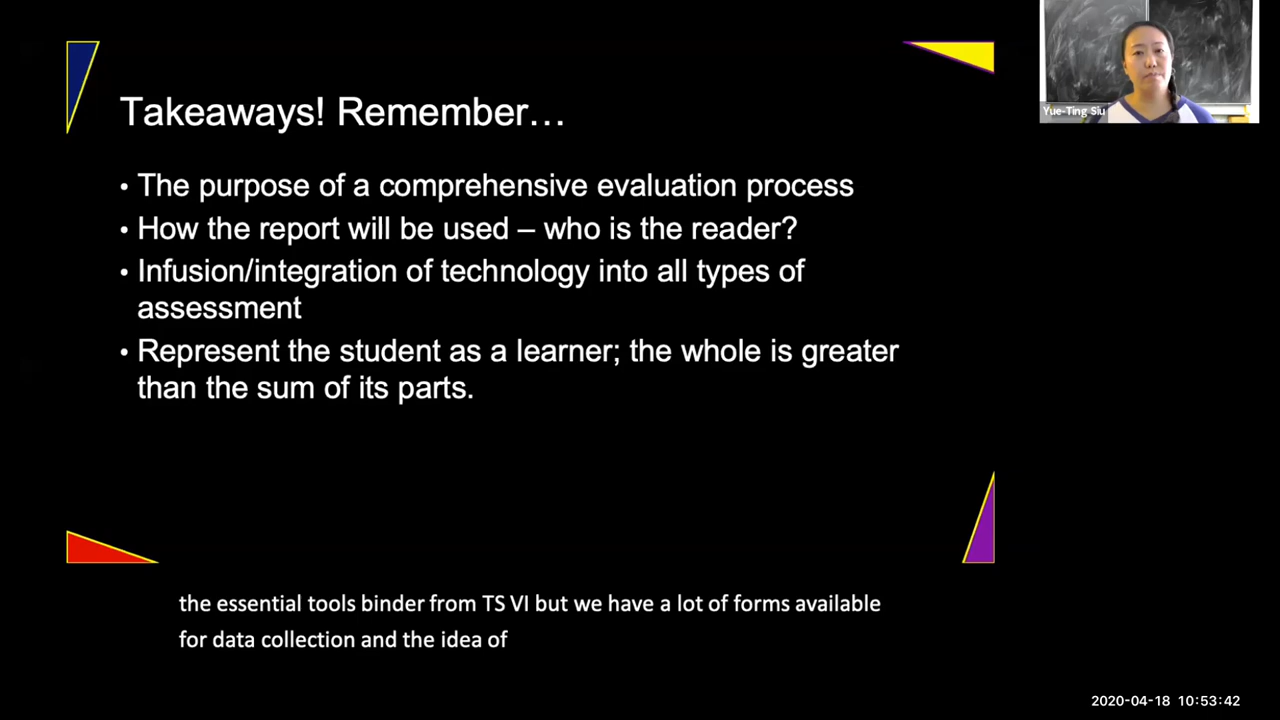 Yue-Ting Siu
Takeaways! Remember…
• The purpose of a comprehensive evaluation process
• How the report will be used – who is the reader?
• Infusion/integration of technology into all types of
assessment
• Represent the student as a learner; the whole is greater
than the sum of its parts.
the essential tools binder from TS VI but we have a lot of forms available
for data collection and the idea of
2020-04-18 10:53:42